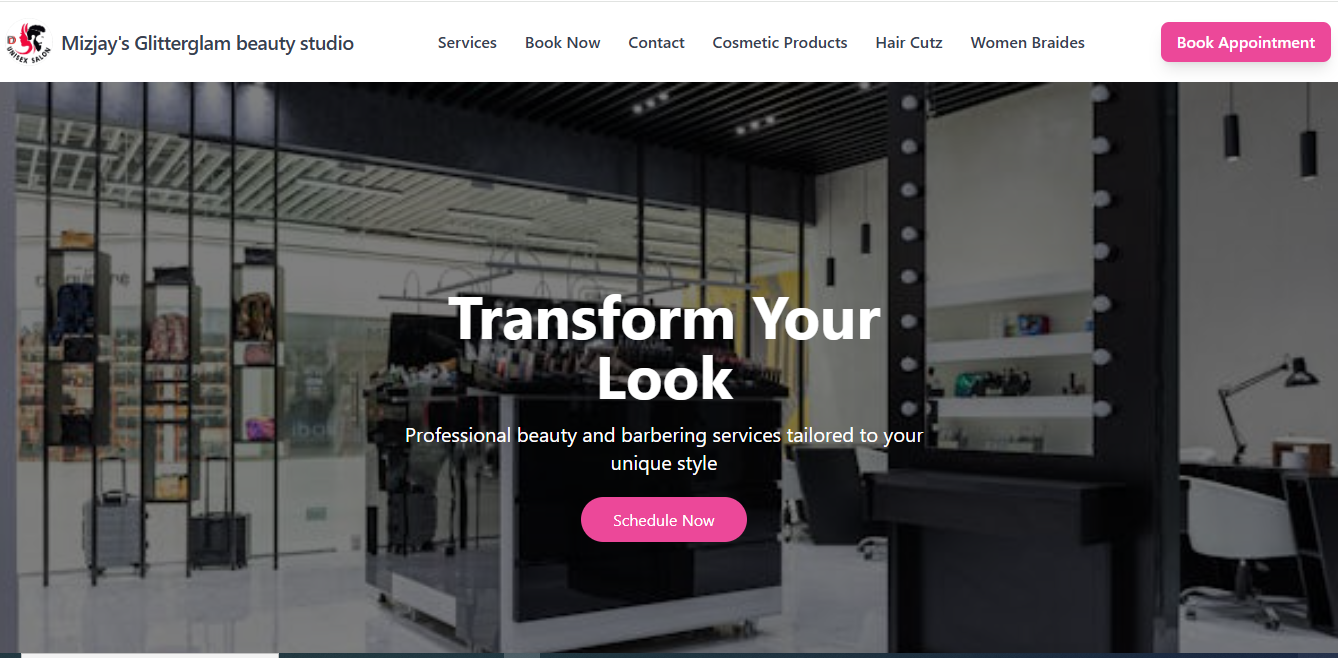 UNISEX SALON
Mizjay's Glitterglam beauty studio
Services
Book Now
Contact
Cosmetic Products
Hair Cutz
Women Braides
Book Appointment
Transform Your
Look
Professional beauty and barbering services tailored to your
unique style
Schedule Now